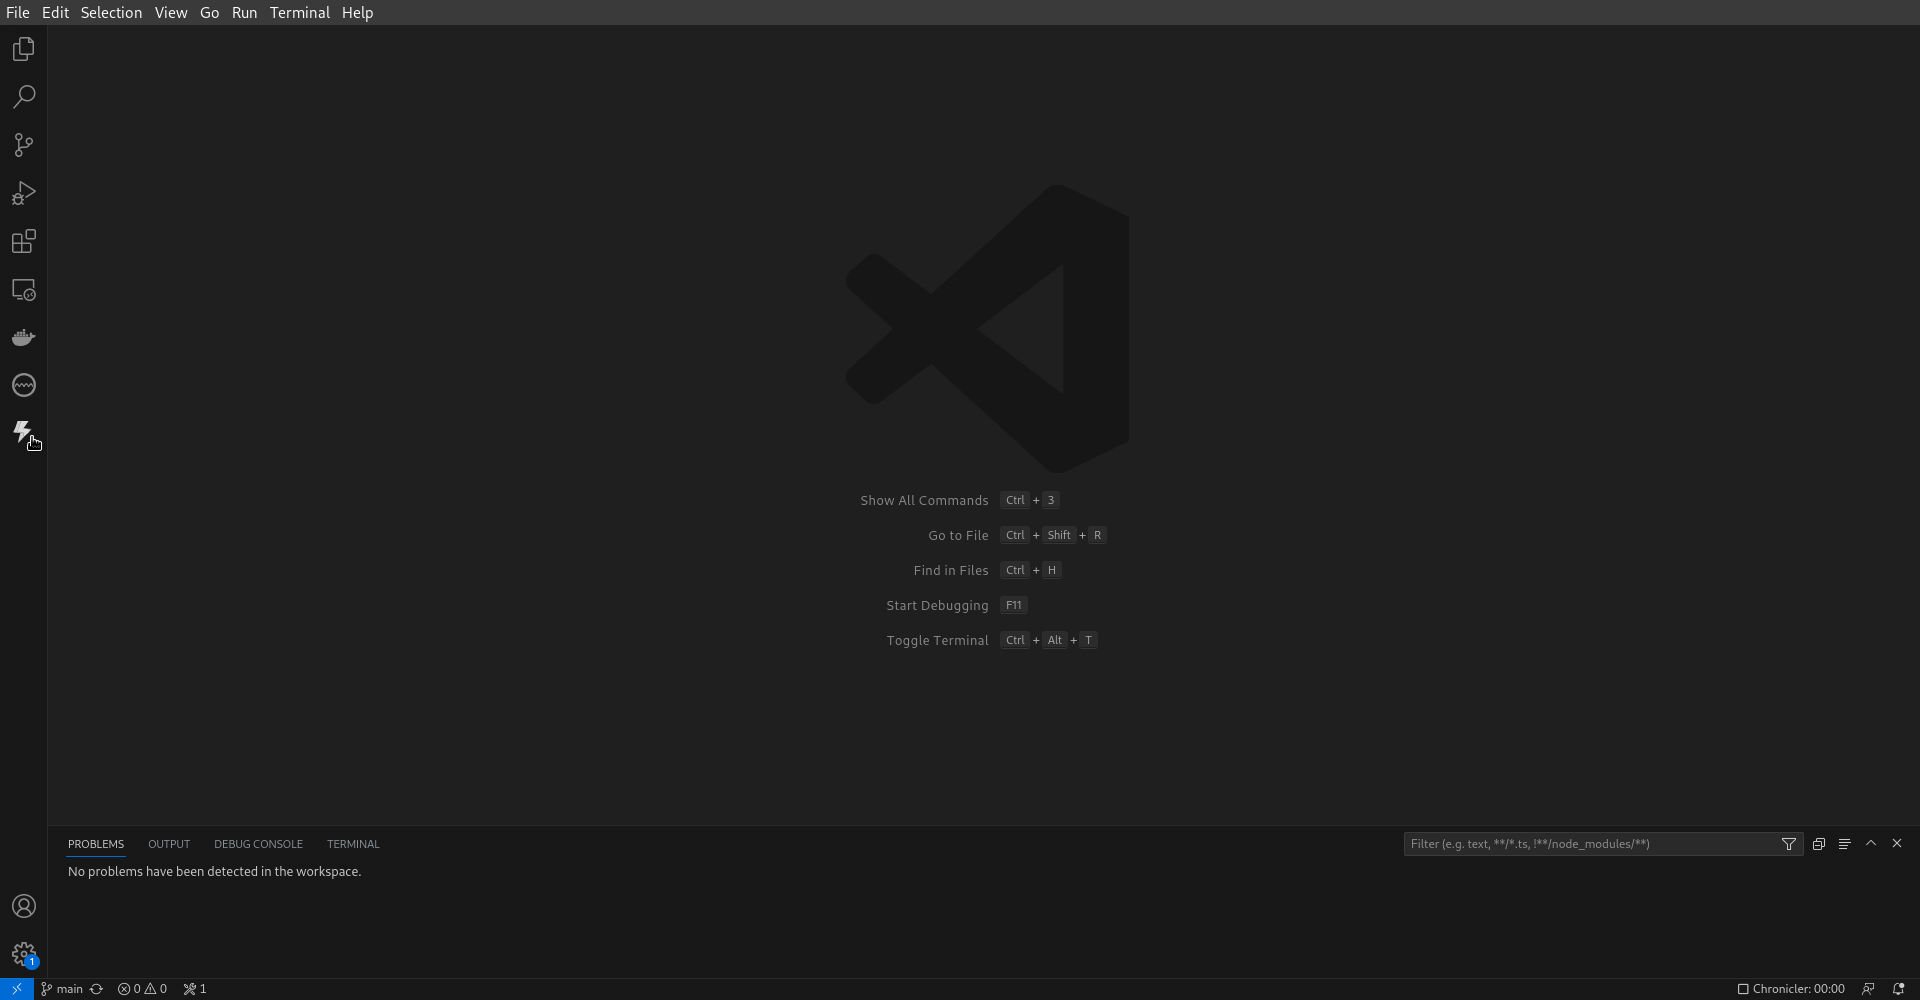 File Edit Selection View Go Run Terminal Help
Show All Commands Ctrl + 3
Go to File Ctrl + Shift + R
Find in Files Ctrl + H
Start Debugging F11
Toggle Terminal Ctrl + Alt + T
PROBLEMS OUTPUT DEBUG CONSOLE TERMINAL Filter (e.g. text, **/*.ts, !**/node_modules/**)
No problems have been detected in the workspace.
1
main 0 0 1 Chronicler: 00:00